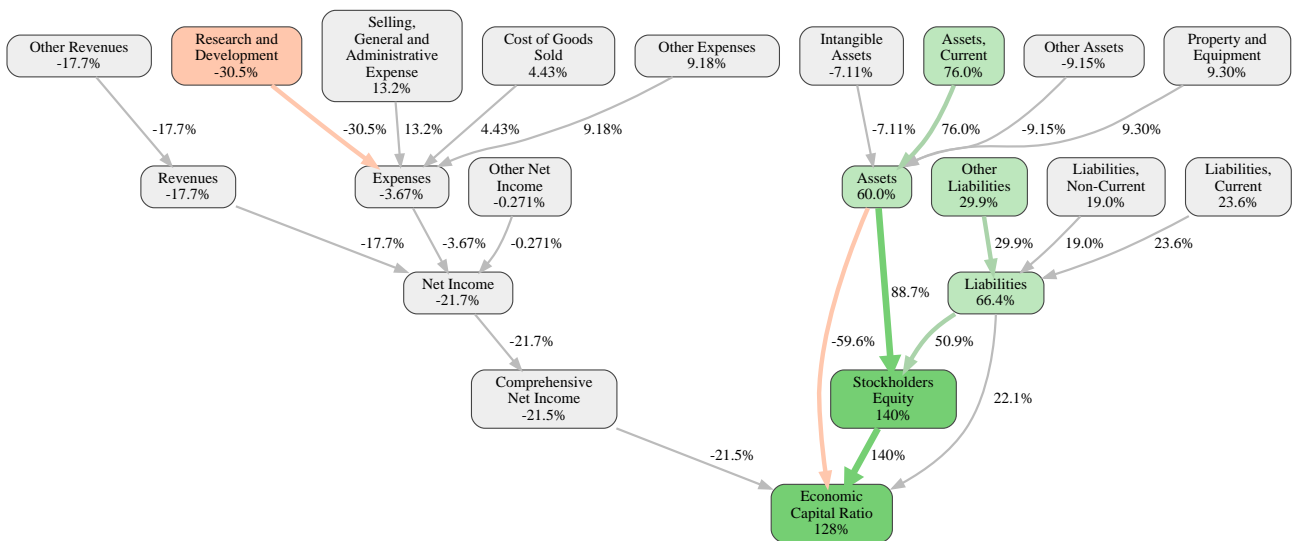 Other Revenues
-17.7%
Research and
Development
-30.5%
Selling,
General and
Administrative
Expense
13.2%
Cost of Goods
Sold
4.43%
Other Expenses
9.18%
Intangible
Assets
-7.11%
Assets,
Current
76.0%
Other Assets
-9.15%
Property and
Equipment
9.30%
-17.7%
-30.5%
13.2%
4.43%
9.18%
-7.11%
76.0%
-9.15%
9.30%
Revenues
-17.7%
Expenses
-3.67%
Other Net
Income
-0.271%
Assets
60.0%
Other
Liabilities
29.9%
Liabilities,
Non-Current
19.0%
Liabilities,
Current
23.6%
-17.7%
-3.67%
-0.271%
29.9%
19.0%
23.6%
Net Income
-21.7%
88.7%
Liabilities
66.4%
-21.7%
-59.6%
50.9%
Comprehensive
Net Income
-21.5%
Stockholders
Equity
140%
22.1%
-21.5%
140%
Economic
Capital Ratio
128%